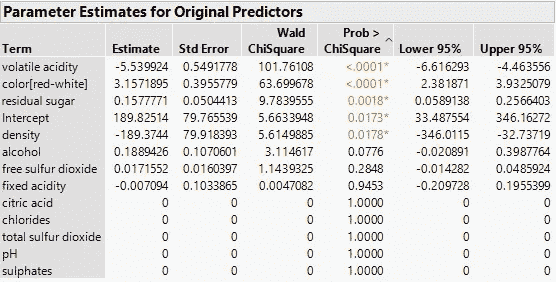 Parameter Estimates for Original Predictors
Wald Prob >
Term Estimate Std Error ChiSquare ChiSquare ^ Lower 95% Upper 95%
volatile acidity -5.539924 0.5491778 101.76108 <.0001* -6.616293 -4.463556
color[red-white] 3.1571895 0.3955779 63.699678 <.0001* 2.381871 3.9325079
residual sugar 0.1577771 0.0504413 9.7839555 0.0018* 0.0589138 0.2566403
Intercept 189.82514 79.765539 5.6633948 0.0173* 33.487554 346.16272
density -189.3744 79.918393 5.6149885 0.0178* -346.0115 -32.73719
alcohol 0.1889426 0.1070601 3.114617 0.0776 -0.020891 0.3987764
free sulfur dioxide 0.0171552 0.0160397 1.1439325 0.2848 -0.014282 0.0485924
fixed acidity -0.007094 0.1033865 0.0047082 0.9453 -0.209728 0.1955399
citric acid 0 0 0 1.0000 0 0
chlorides 0 0 0 1.0000 0 0
total sulfur dioxide 0 0 0 1.0000 0 0
pH 0 0 0 1.0000 0 0
sulphates 0 0 0 1.0000 0 0